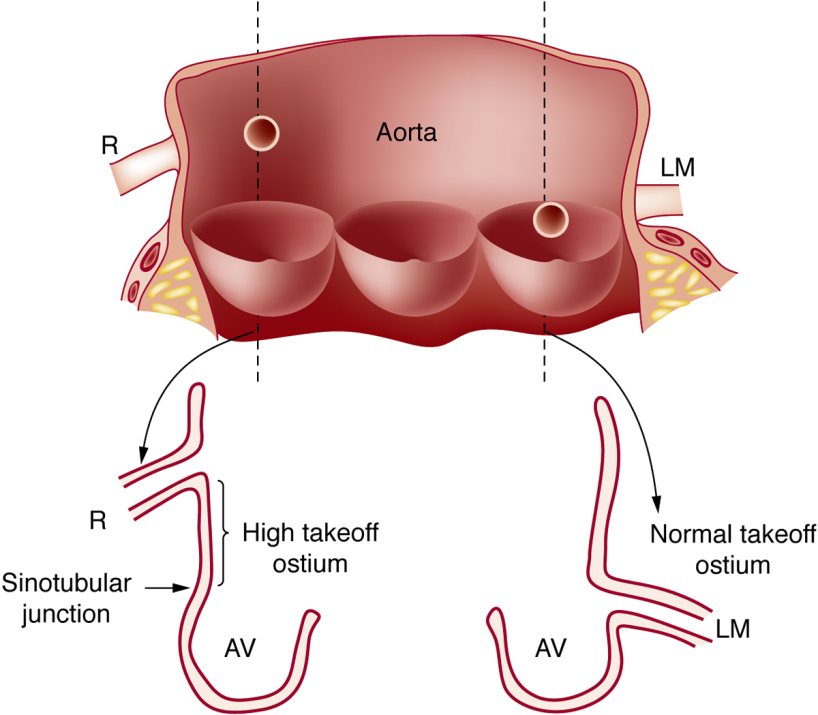 R
Aorta
LM
R
High takeoff
ostium
Normal takeoff
ostium
Sinotubular
junction
AV
AV
LM